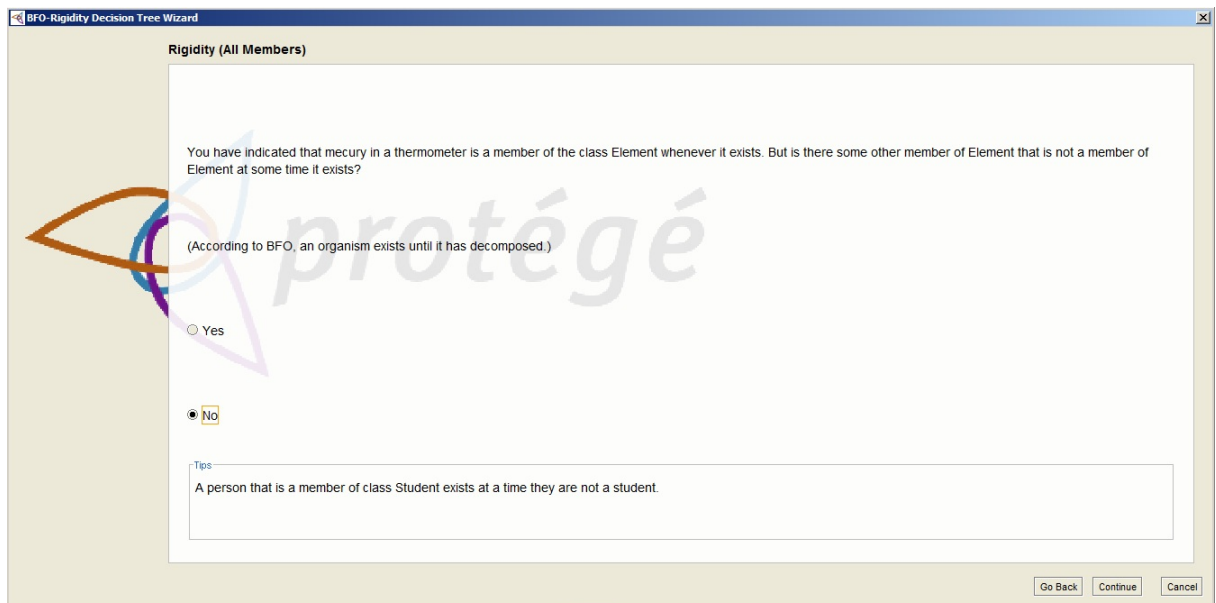 BFO-Rigidity Decision Tree Wizard
Rigidity (All Members)
You have indicated that mecury in a thermometer is a member of the class Element whenever it exists. But is there some other member of Element that is not a member of
Element at some time it exists?
protégé
(According to BFO, an organism exists until it has decomposed.)
Yes
No
Tips
A person that is a member of class Student exists at a time they are not a student.
Go Back Continue Cancel